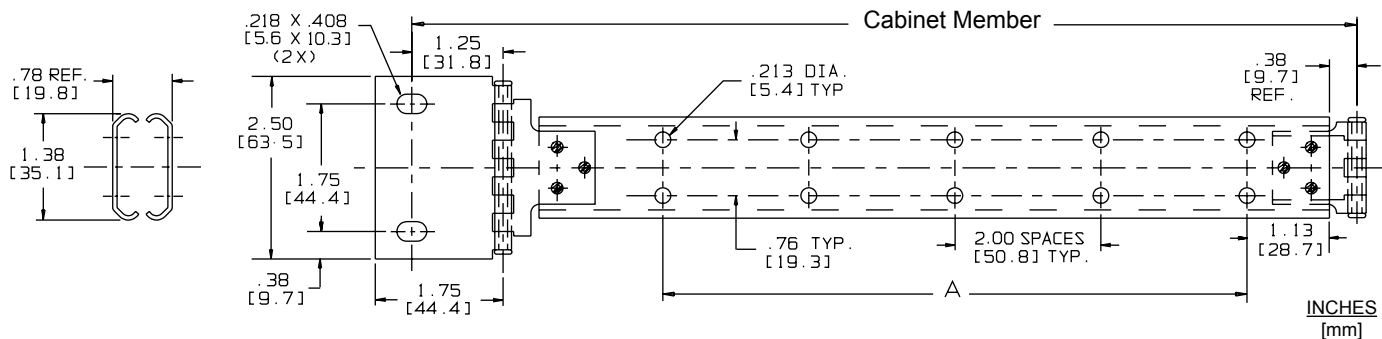 Cabinet Member
.218 X .408
[5.6 X 10.3]
(2X)
1.25
[31.8]
.38
[9.7]
REF.
.78 REF.
[19.8]
.213 DIA.
[5.4] TYP
2.50
[63.5]
1.38
[35.1]
1.75
[44.4]
.76 TYP.
[19.3]
2.00 SPACES
[50.8] TYP.
1.13
[28.7]
.38
[9.7]
1.75
[44.4]
A
INCHES
[mm]